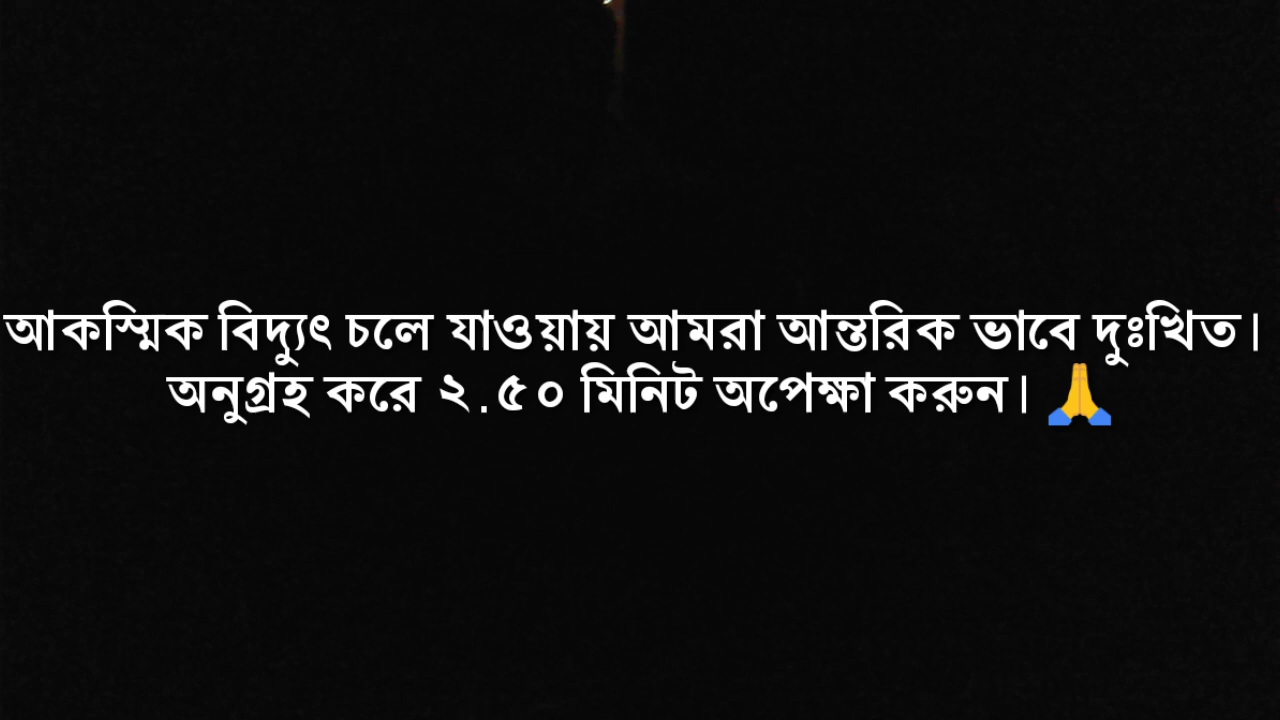 আকস্মিক বিদ্যুৎ চলে যাওয়ায় আমরা আন্তরিক ভাবে দুঃখিত।
অনুগ্রহ করে ২.৫০ মিনিট অপেক্ষা করুন। 🙏